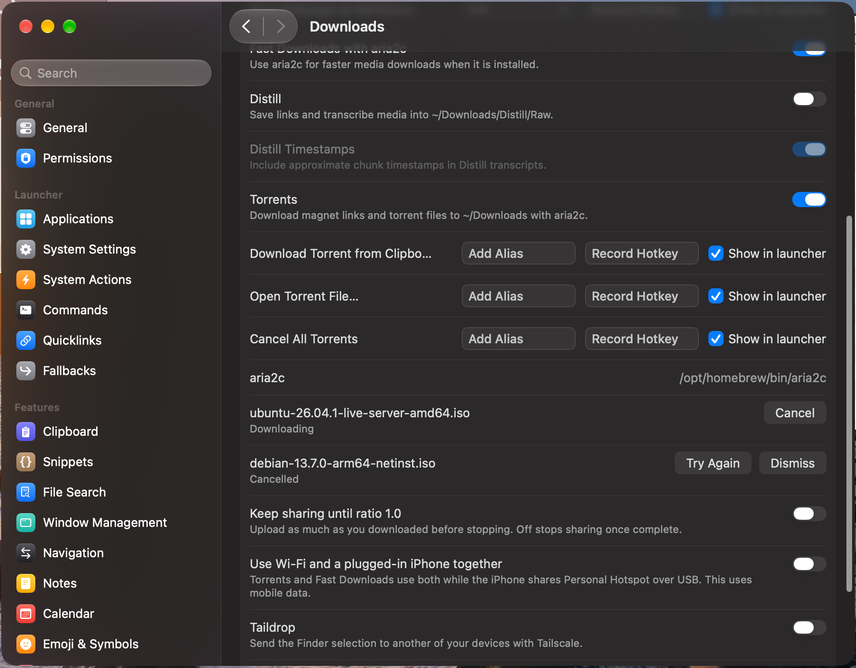 Downloads
Search
General
General
Permissions
Launcher
Applications
System Settings
System Actions
Commands
Quicklinks
Fallbacks
Features
Clipboard
Snippets
File Search
Window Management
Navigation
Notes
Calendar
Emoji & Symbols
Fast Downloads with aria2c
Use aria2c for faster media downloads when it is installed.
Distill
Save links and transcribe media into ~/Downloads/Distill/Raw.
Distill Timestamps
Include approximate chunk timestamps in Distill transcripts.
Torrents
Download magnet links and torrent files to ~/Downloads with aria2c.
Download Torrent from Clipbo... Add Alias Record Hotkey Show in launcher
Open Torrent File... Add Alias Record Hotkey Show in launcher
Cancel All Torrents Add Alias Record Hotkey Show in launcher
aria2c /opt/homebrew/bin/aria2c
ubuntu-26.04.1-live-server-amd64.iso Cancel
Downloading
debian-13.7.0-arm64-netinst.iso Try Again Dismiss
Cancelled
Keep sharing until ratio 1.0
Upload as much as you downloaded before stopping. Off stops sharing once complete.
Use Wi-Fi and a plugged-in iPhone together
Torrents and Fast Downloads use both while the iPhone shares Personal Hotspot over USB. This uses
mobile data.
Taildrop
Send the Finder selection to another of your devices with Tailscale.